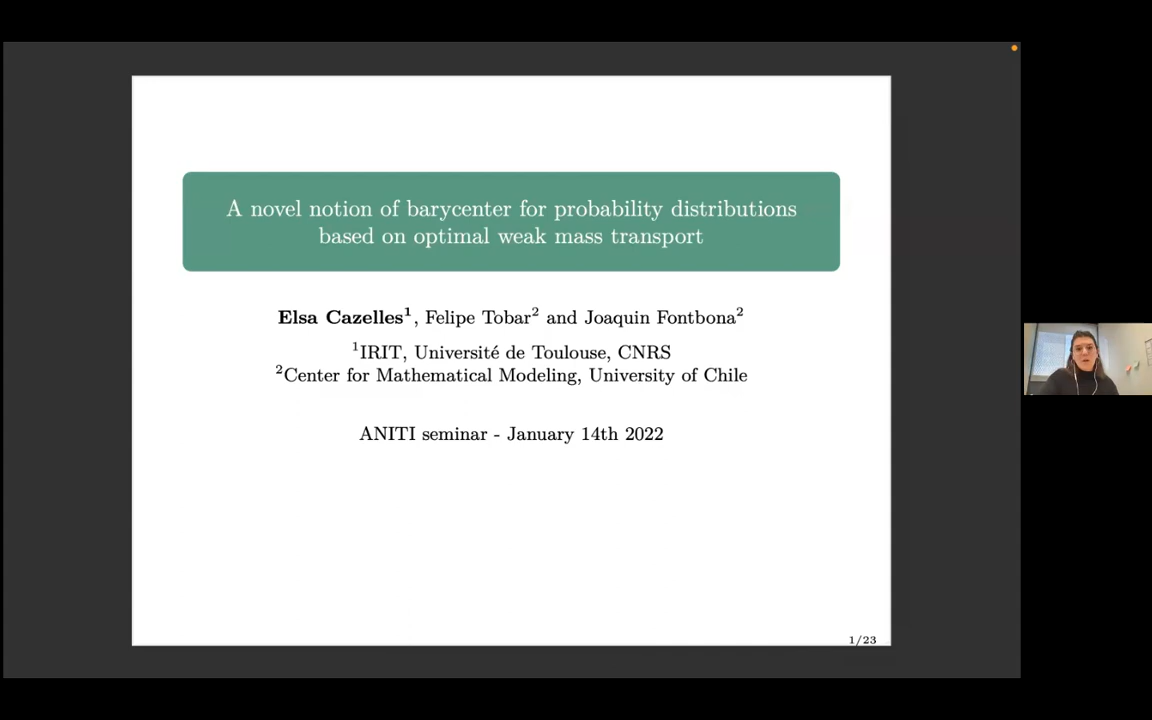 A novel notion of barycenter for probability distributions
based on optimal weak mass transport
Elsa Cazelles¹, Felipe Tobar² and Joaquin Fontbona²
¹IRIT, Université de Toulouse, CNRS
²Center for Mathematical Modeling, University of Chile
ANITI seminar - January 14th 2022
1/23